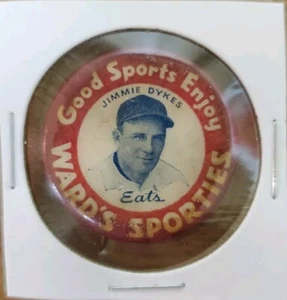 Good Sports Enjoy
JIMMIE DYKES
Eats
WARD'S SPORTIES